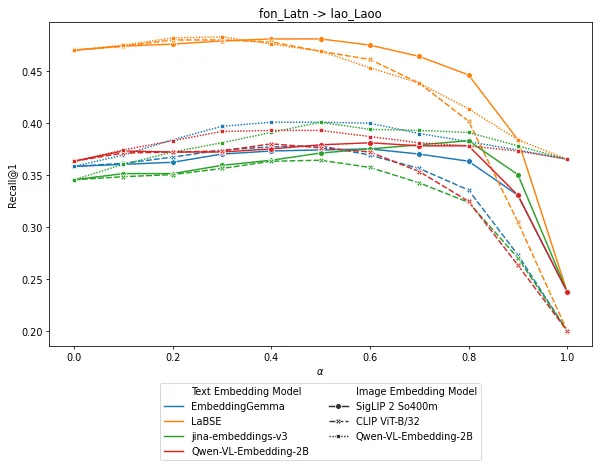 fon_Latn -> lao_Laoo
Recall@1
0.45
0.40
0.35
0.30
0.25
0.20
0.0 0.2 0.4 0.6 0.8 1.0
α
Text Embedding Model
EmbeddingGemma
LaBSE
jina-embeddings-v3
Qwen-VL-Embedding-2B
Image Embedding Model
SigLIP 2 So400m
CLIP ViT-B/32
Qwen-VL-Embedding-2B